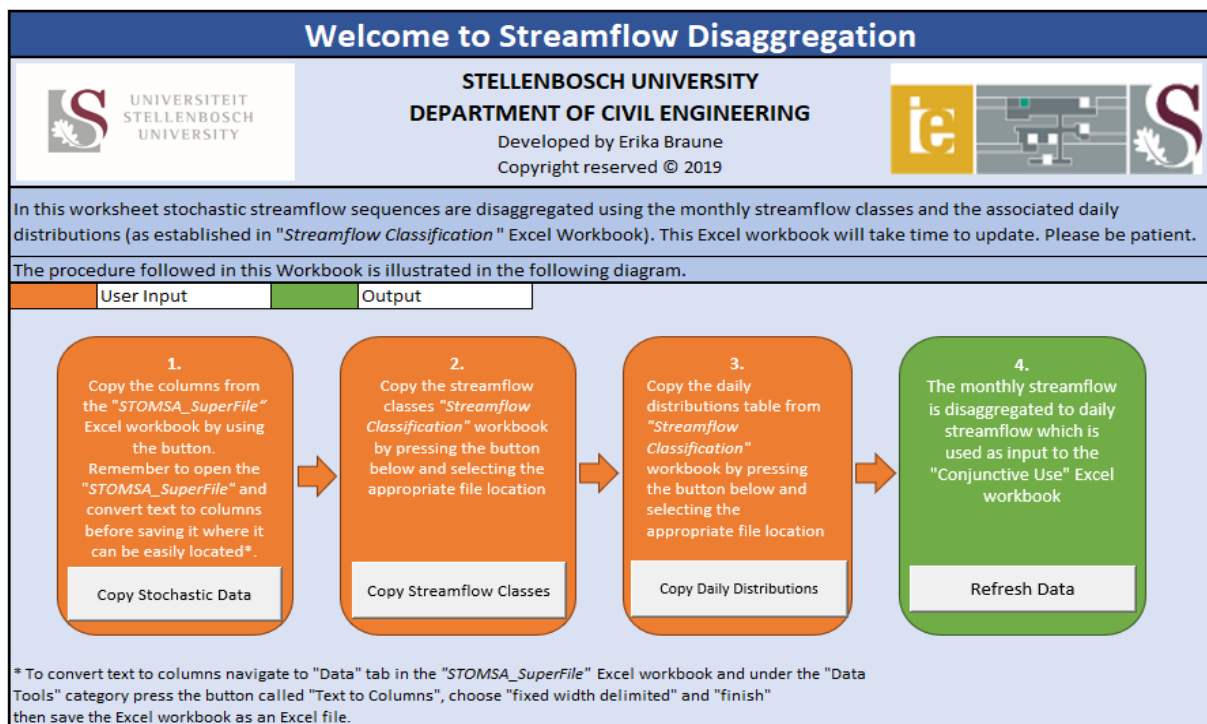 Welcome to Streamflow Disaggregation
UNIVERSITEIT
STELLENBOSCH
UNIVERSITY
STELLENBOSCH UNIVERSITY
DEPARTMENT OF CIVIL ENGINEERING
Developed by Erika Braune
Copyright reserved © 2019
ie
In this worksheet stochastic streamflow sequences are disaggregated using the monthly streamflow classes and the associated daily
distributions (as established in "Streamflow Classification" Excel Workbook). This Excel workbook will take time to update. Please be patient.
The procedure followed in this Workbook is illustrated in the following diagram.
User Input
Output
1.
Copy the columns from
the "STOMSA_SuperFile"
Excel workbook by using
the button.
Remember to open the
"STOMSA_SuperFile" and
convert text to columns
before saving it where it
can be easily located*.
Copy Stochastic Data
2.
Copy the streamflow
classes "Streamflow
Classification" workbook
by pressing the button
below and selecting the
appropriate file location
Copy Streamflow Classes
3.
Copy the daily
distributions table from
"Streamflow
Classification"
workbook by pressing
the button below and
selecting the
appropriate file location
Copy Daily Distributions
4.
The monthly streamflow
is disaggregated to daily
streamflow which is
used as input to the
"Conjunctive Use" Excel
workbook
Refresh Data
* To convert text to columns navigate to "Data" tab in the "STOMSA_SuperFile" Excel workbook and under the "Data
Tools" category press the button called "Text to Columns", choose "fixed width delimited" and "finish"
then save the Excel workbook as an Excel file.